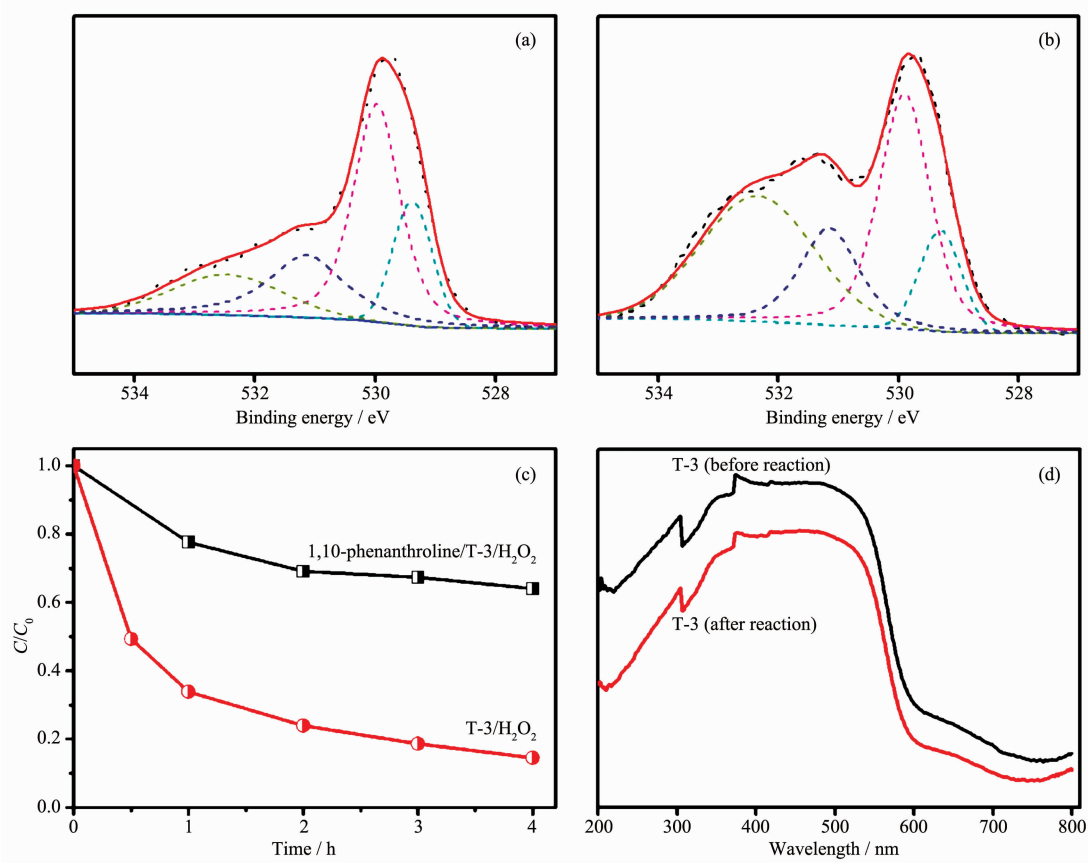 (a)
534 532 530 528
Binding energy / eV
(b)
534 532 530 528
Binding energy / eV
(c)
1.0
0.8
0.6
0.4
0.2
0.0
C/C₀
1,10-phenanthroline/T-3/H₂O₂
T-3/H₂O₂
0 1 2 3 4
Time / h
(d)
T-3 (before reaction)
T-3 (after reaction)
200 300 400 500 600 700 800
Wavelength / nm